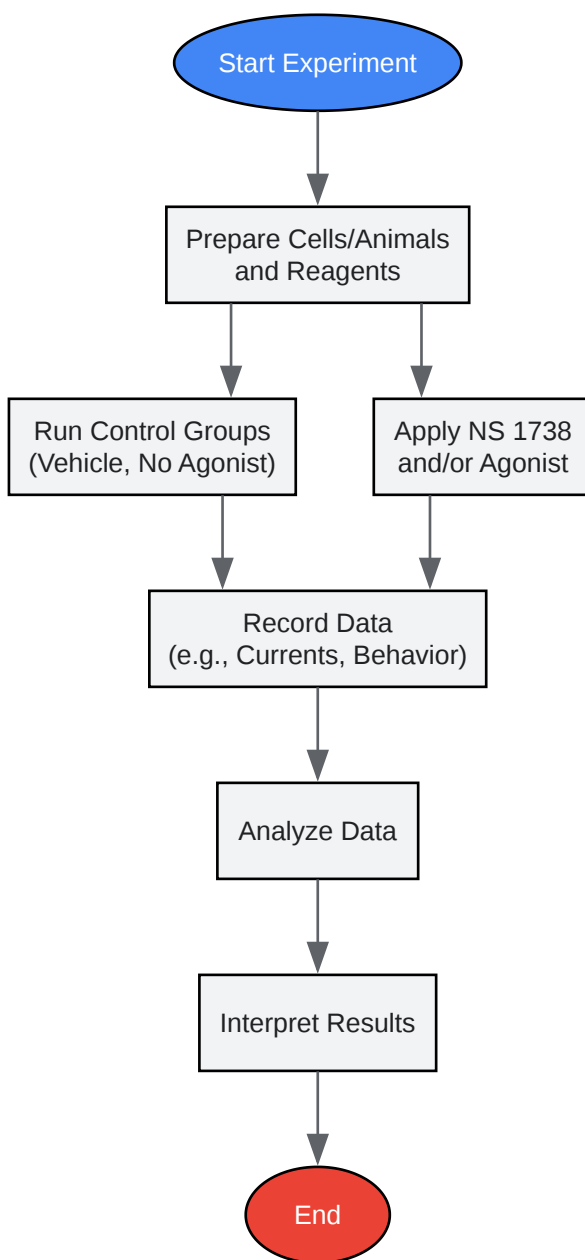 Start Experiment
Prepare Cells/Animals
and Reagents
Run Control Groups
(Vehicle, No Agonist)
Apply NS 1738
and/or Agonist
Record Data
(e.g., Currents, Behavior)
Analyze Data
Interpret Results
End